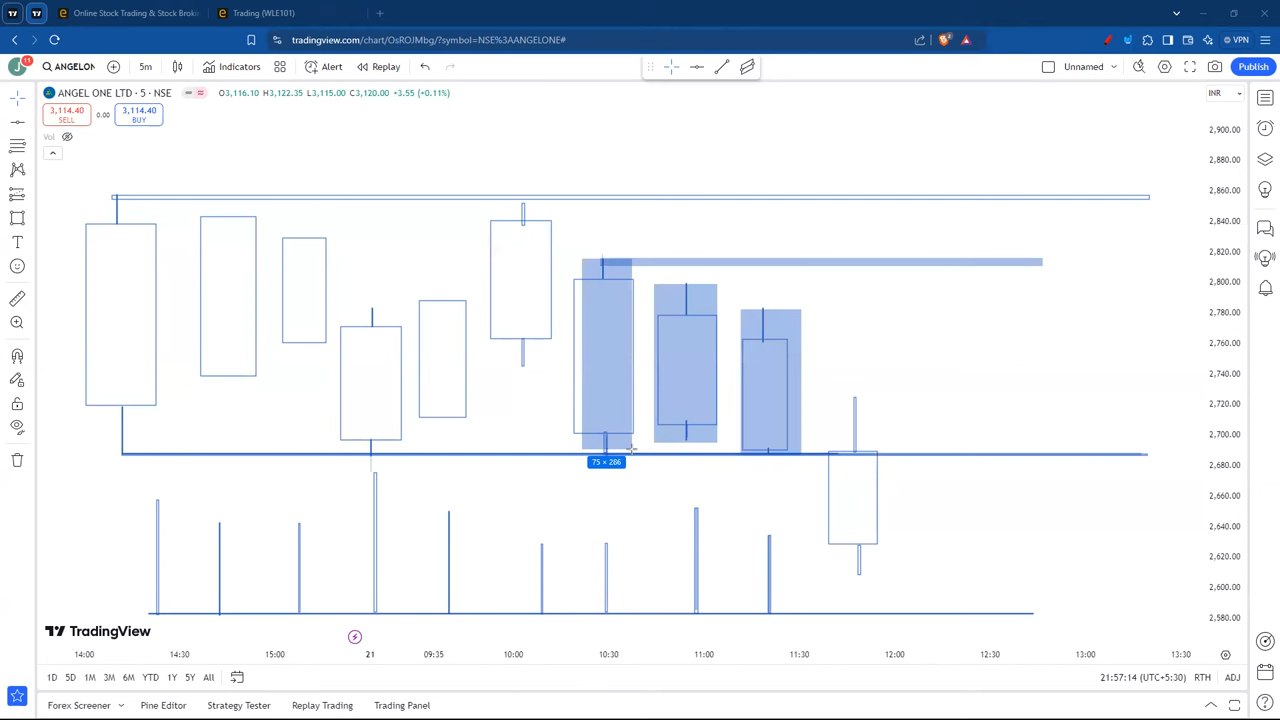 Online Stock Trading & Stock Broki
Trading (WLE101)
tradingview.com/chart/OsROJMbg/?symbol=NSE%3AANGELONE#
2
VPN
J
11
ANGELON
5m
Indicators
Alert
Replay
Unnamed
Publish
ANGEL ONE LTD · 5 · NSE
O3,116.10 H3,122.35 L3,115.00 C3,120.00 +3.55 (+0.11%)
INR
3,114.40
SELL
0.00
3,114.40
BUY
Vol
2,900.00
2,880.00
2,860.00
2,840.00
2,820.00
2,800.00
2,780.00
2,760.00
2,740.00
2,720.00
2,700.00
2,680.00
2,660.00
2,640.00
2,620.00
2,600.00
2,580.00
75 × 286
TradingView
14:00 14:30 15:00 21 09:35 10:00 10:30 11:00 11:30 12:00 12:30 13:00 13:30
1D 5D 1M 3M 6M YTD 1Y 5Y All
21:57:14 (UTC+5:30) RTH ADJ
Forex Screener Pine Editor Strategy Tester Replay Trading Trading Panel